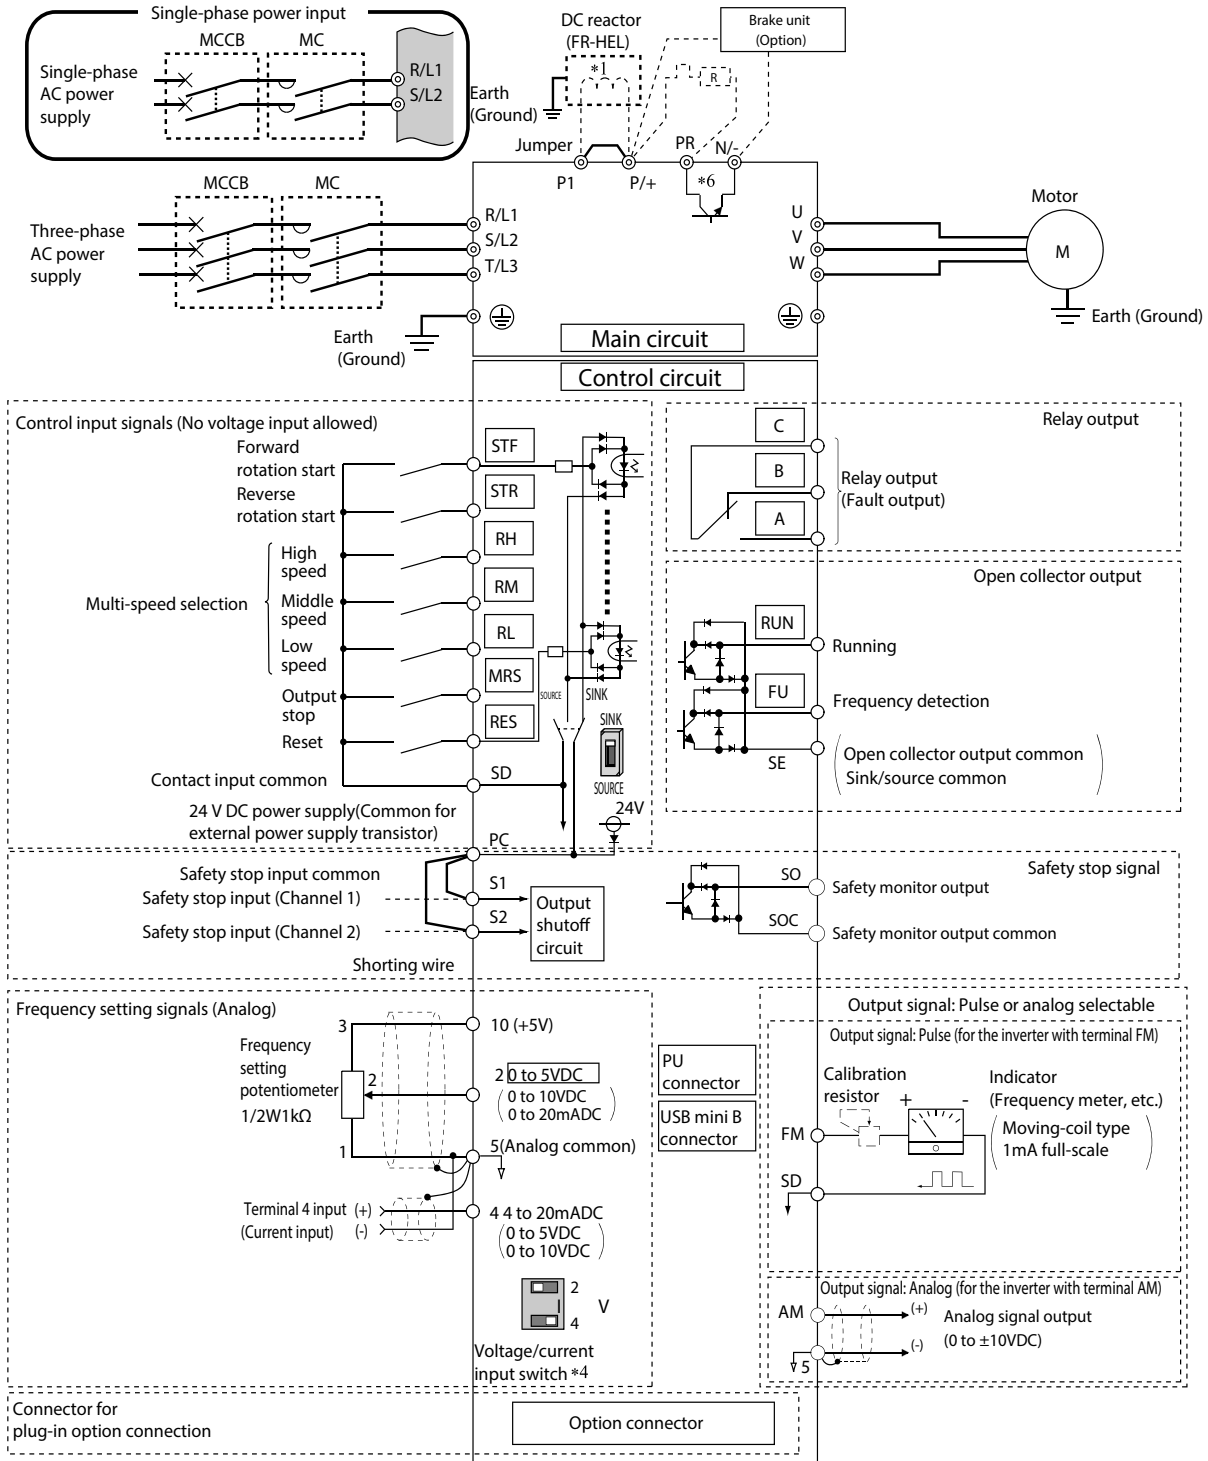 Single-phase power input
MCCB
MC
Single-phase
AC power
supply
R/L1
S/L2
DC reactor
(FR-HEL)
*1
Brake unit
(Option)
R
Earth
(Ground)
Jumper
P1
P/+
PR
N/-
*6
MCCB
MC
Three-phase
AC power
supply
R/L1
S/L2
T/L3
Earth
(Ground)
U
V
W
Motor
M
Earth (Ground)
Main circuit
Control circuit
Control input signals (No voltage input allowed)
Forward
rotation start
Reverse
rotation start
High
speed
Multi-speed selection
Middle
speed
Low
speed
Output
stop
Reset
Contact input common
24 V DC power supply(Common for
external power supply transistor)
STF
STR
RH
RM
RL
MRS
RES
SD
PC
SOURCE
SINK
SINK
SOURCE
24V
Relay output
C
B
A
Relay output
(Fault output)
Open collector output
RUN
Running
FU
Frequency detection
SE
Open collector output common
Sink/source common
Safety stop input common
Safety stop input (Channel 1)
Safety stop input (Channel 2)
Shorting wire
S1
S2
Output
shutoff
circuit
Safety stop signal
SO
Safety monitor output
SOC
Safety monitor output common
Frequency setting signals (Analog)
Frequency
setting
potentiometer
1/2W1kΩ
3
2
1
10 (+5V)
2 0 to 5VDC
(0 to 10VDC
0 to 20mADC)
5(Analog common)
Terminal 4 input (+)
(Current input) (-)
4 4 to 20mADC
(0 to 5VDC
0 to 10VDC)
2
4
V
I
Voltage/current
input switch *4
PU
connector
USB mini B
connector
Output signal: Pulse or analog selectable
Output signal: Pulse (for the inverter with terminal FM)
Calibration
resistor
+ -
Indicator
(Frequency meter, etc.)
(Moving-coil type
1mA full-scale)
FM
SD
Output signal: Analog (for the inverter with terminal AM)
AM
(+)
(-)
5
Analog signal output
(0 to ±10VDC)
Connector for
plug-in option connection
Option connector